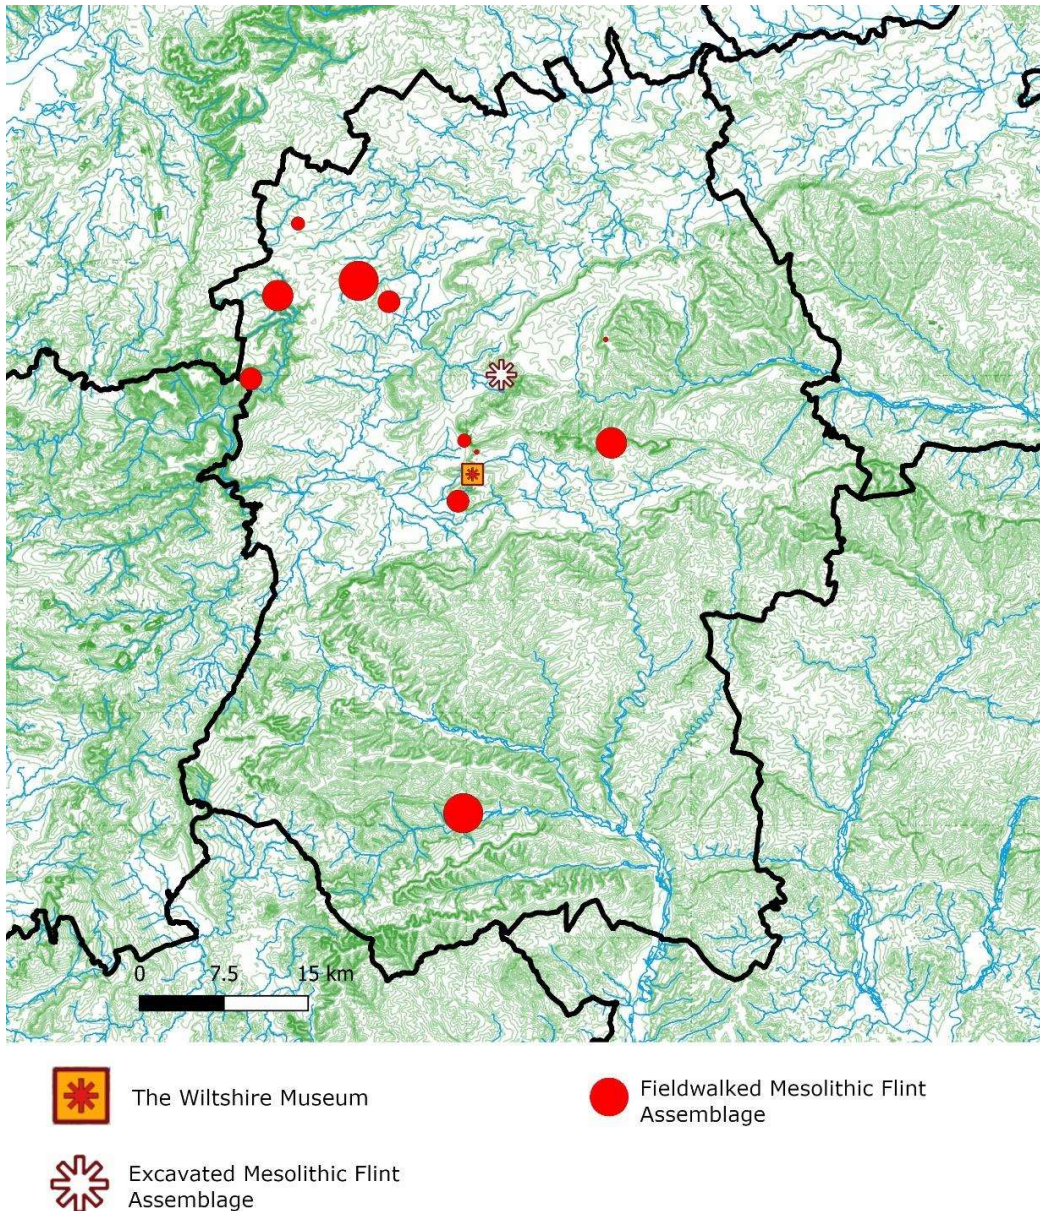 0 7.5 15 km
The Wiltshire Museum
Fieldwalked Mesolithic Flint
Assemblage
Excavated Mesolithic Flint
Assemblage